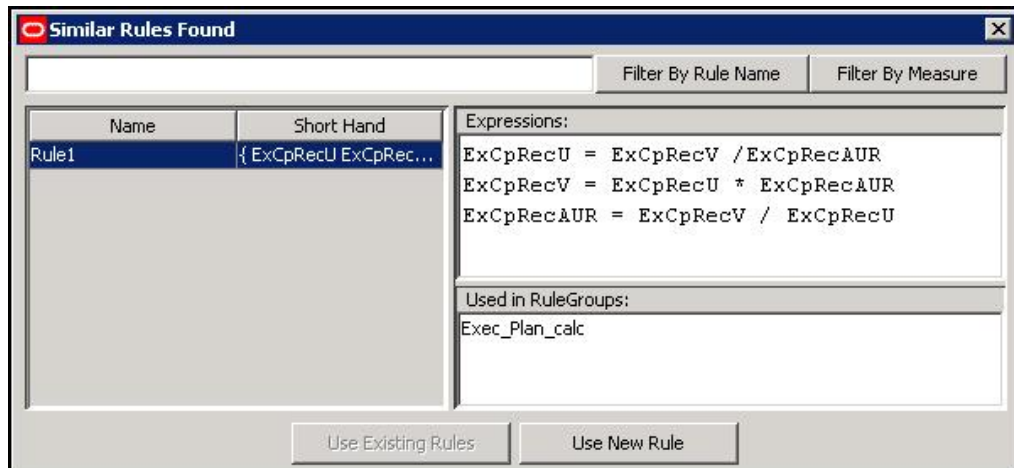 Similar Rules Found
Filter By Rule Name Filter By Measure
Name Short Hand
Rule1 { ExCpRecU ExCpRec...
Expressions:
ExCpRecU = ExCpRecV /ExCpRecAUR
ExCpRecV = ExCpRecU * ExCpRecAUR
ExCpRecAUR = ExCpRecV / ExCpRecU
Used in RuleGroups:
Exec_Plan_calc
Use Existing Rules Use New Rule